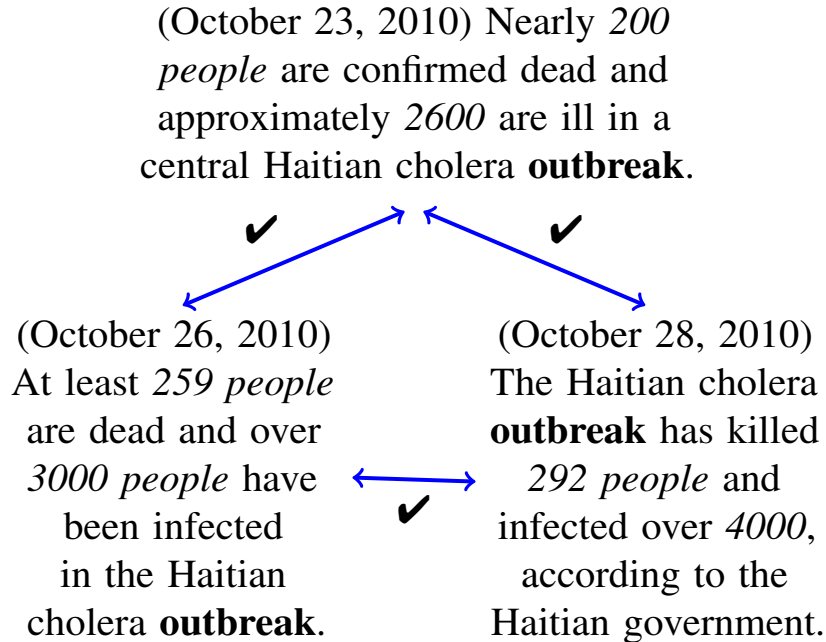 (October 23, 2010) Nearly 200
people are confirmed dead and
approximately 2600 are ill in a
central Haitian cholera outbreak.
(October 26, 2010)
At least 259 people
are dead and over
3000 people have
been infected
in the Haitian
cholera outbreak.
(October 28, 2010)
The Haitian cholera
outbreak has killed
292 people and
infected over 4000,
according to the
Haitian government.